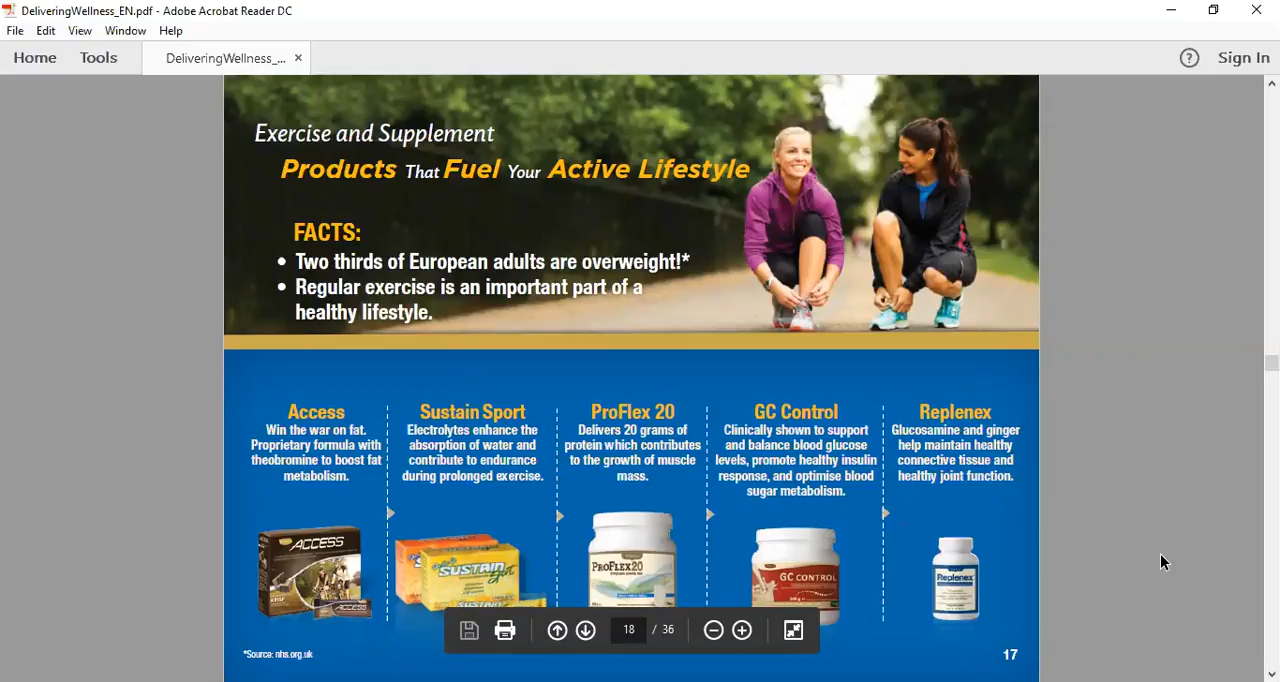 DeliveringWellness_EN.pdf - Adobe Acrobat Reader DC
File Edit View Window Help
Home Tools DeliveringWellness_... × ? Sign In
Exercise and Supplement
Products That Fuel Your Active Lifestyle
FACTS:
• Two thirds of European adults are overweight!*
• Regular exercise is an important part of a
healthy lifestyle.
Access
Win the war on fat.
Proprietary formula with
theobromine to boost fat
metabolism.
Sustain Sport
Electrolytes enhance the
absorption of water and
contribute to endurance
during prolonged exercise.
ProFlex 20
Delivers 20 grams of
protein which contributes
to the growth of muscle
mass.
GC Control
Clinically shown to support
and balance blood glucose
levels, promote healthy insulin
response, and optimise blood
sugar metabolism.
Replenex
Glucosamine and ginger
help maintain healthy
connective tissue and
healthy joint function.
ACCESS
ACCESS
SUSTAIN
Sport
SUSTAIN
PROFLEX20
GC CONTROL
Replenex
18 / 36
*Source: nhs.org.uk
17